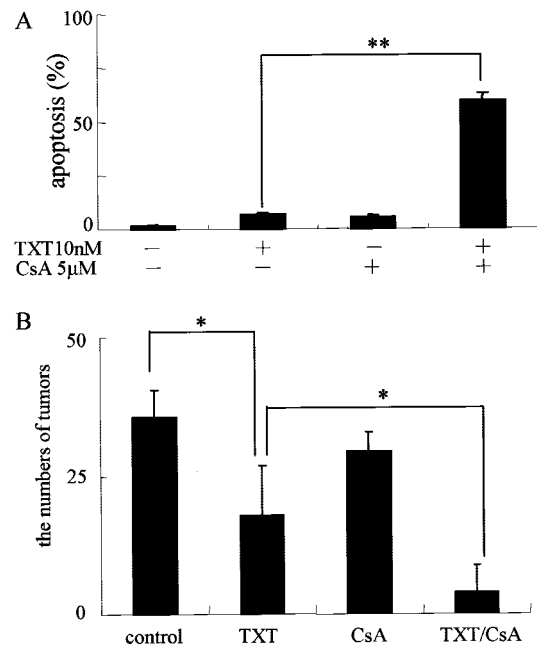 A
100
**
apoptosis (%)
50
0
TXT10nM − + − +
CsA 5μM − − + +
B
50
*
*
the numbers of tumors
25
0
control TXT CsA TXT/CsA